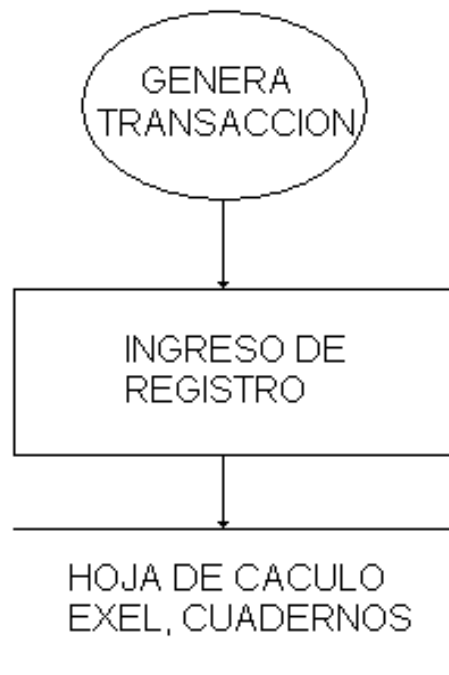 GENERA
TRANSACCION
INGRESO DE
REGISTRO
HOJA DE CACULO
EXEL, CUADERNOS